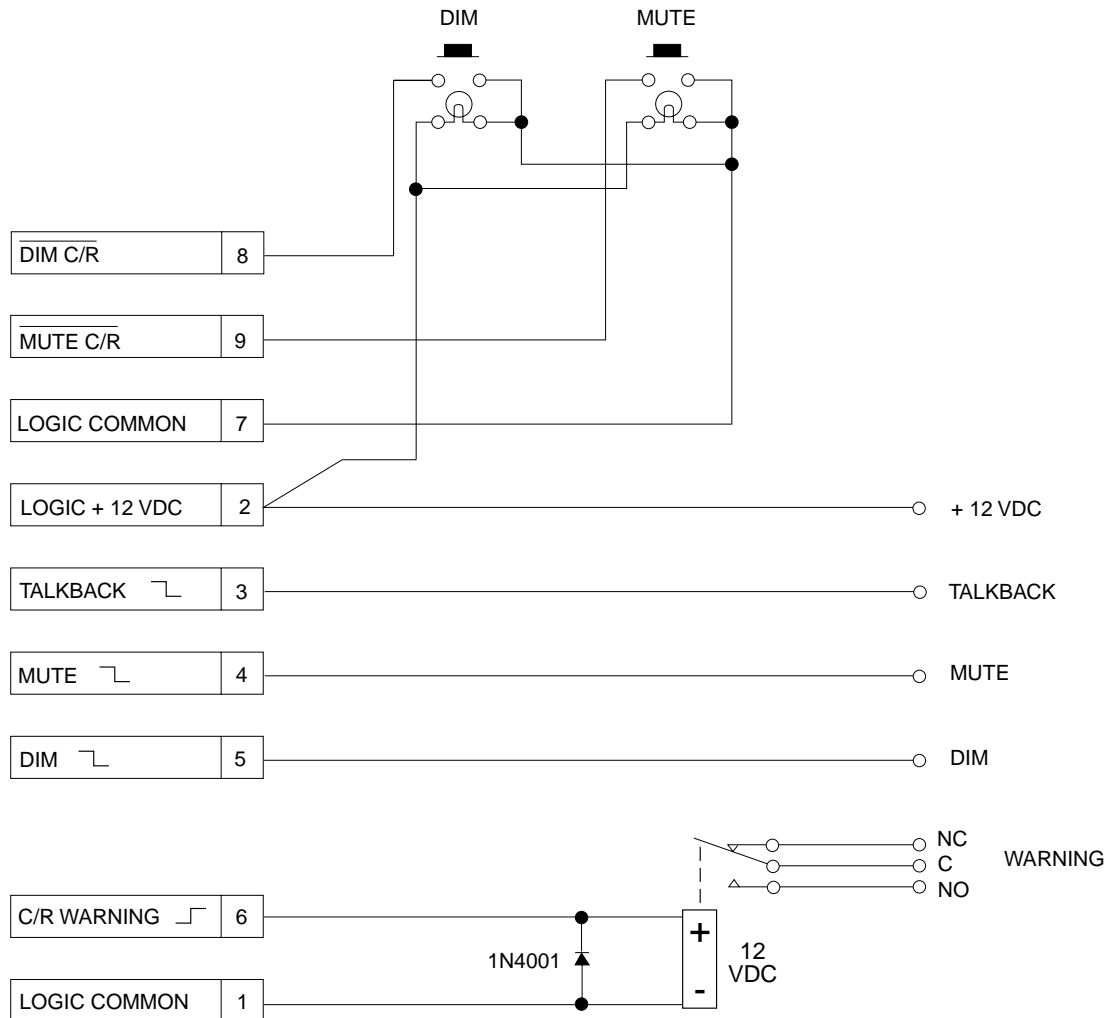 DIM MUTE
DIM C/R 8
MUTE C/R 9
LOGIC COMMON 7
LOGIC + 12 VDC 2 + 12 VDC
TALKBACK 3 TALKBACK
MUTE 4 MUTE
DIM 5 DIM
NC
C WARNING
NO
C/R WARNING 6
+
1N4001
12
VDC
-
LOGIC COMMON 1